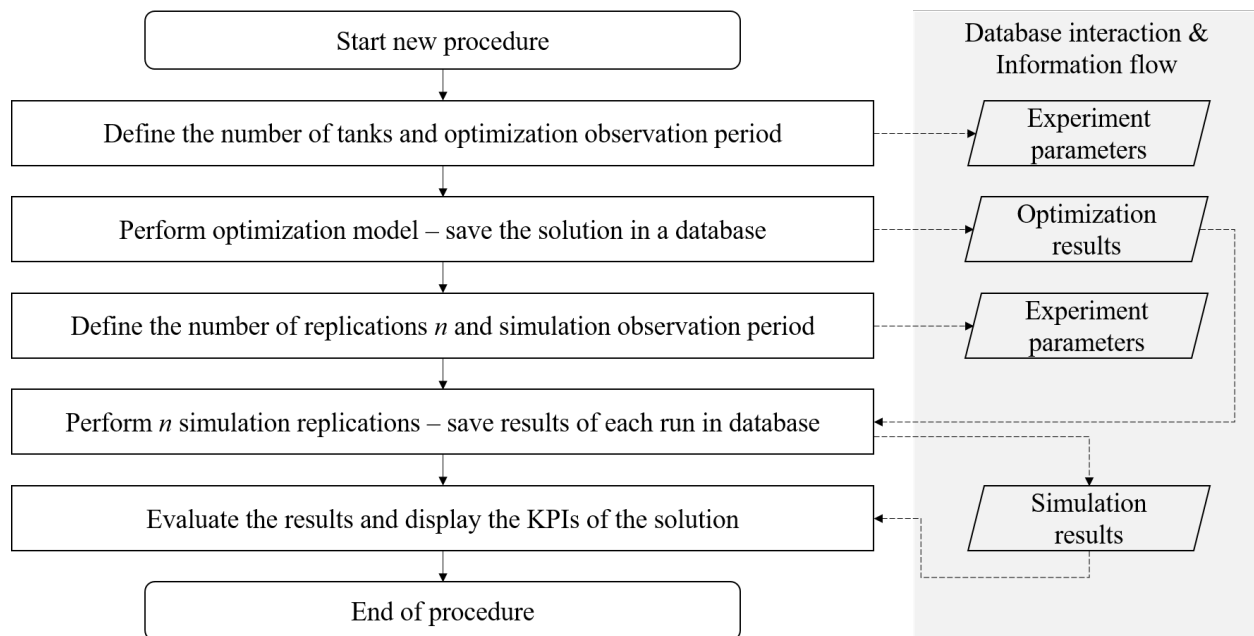 Start new procedure
Database interaction &
Information flow
Define the number of tanks and optimization observation period
Experiment
parameters
Perform optimization model – save the solution in a database
Optimization
results
Define the number of replications n and simulation observation period
Experiment
parameters
Perform n simulation replications – save results of each run in database
Evaluate the results and display the KPIs of the solution
Simulation
results
End of procedure